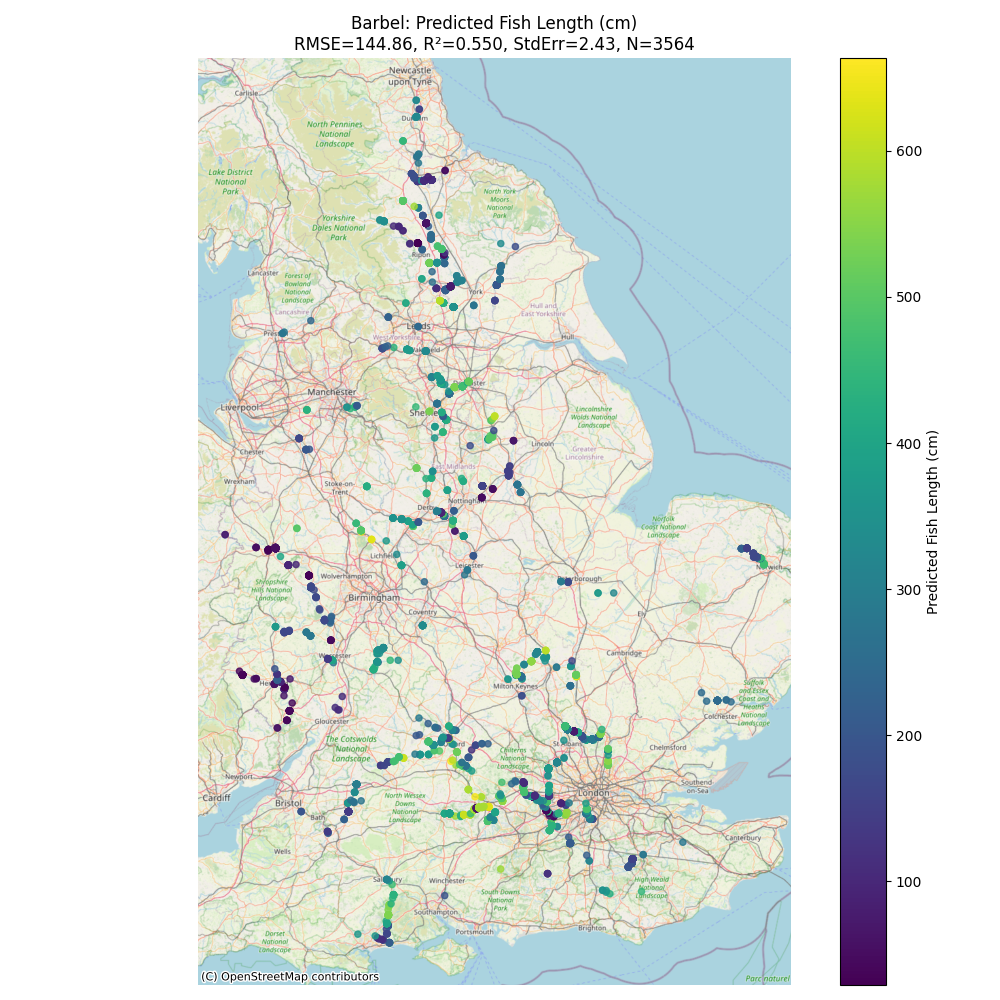 Barbel: Predicted Fish Length (cm)
RMSE=144.86, R²=0.550, StdErr=2.43, N=3564
Newcastle
upon Tyne
Carlisle
North Pennines
National
Landscape
Lake District
National
Park
North York
Moors
National
Park
Yorkshire
Dales National
Park
Ripon
Lancaster
Forest of
Bowland
National
Landscape
York
Lancashire
Hull and
East Yorkshire
Leeds
West Yorkshire
Hull
Manchester
Liverpool
Lincolnshire
Wolds National
Landscape
Chester
Lincoln
Greater
Lincolnshire
Wrexham
Stoke-on-
Trent
Nottingham
Norfolk
Coast National
Landscape
Lichfield
Leicester
Norwich
Shropshire
Hills National
Landscape
Wolverhampton
Birmingham
Coventry
Ely
Worcester
Cambridge
Milton Keynes
Suffolk
and Essex
Coast and
Heaths
National
Landscape
Colchester
Gloucester
The Cotswolds
National
Landscape
St Albans
Chelmsford
Chilterns
National
Landscape
Newport
Cardiff
Bristol
Bath
North Wessex
Downs
National
Landscape
London
Southend
-on-Sea
Canterbury
Wells
Salisbury
Winchester
South Downs
National
Park
High Weald
National
Landscape
Southampton
Portsmouth
Brighton
Dorset
National
Landscape
Parc naturel
(C) OpenStreetMap contributors
600
500
400
300
200
100
Predicted Fish Length (cm)